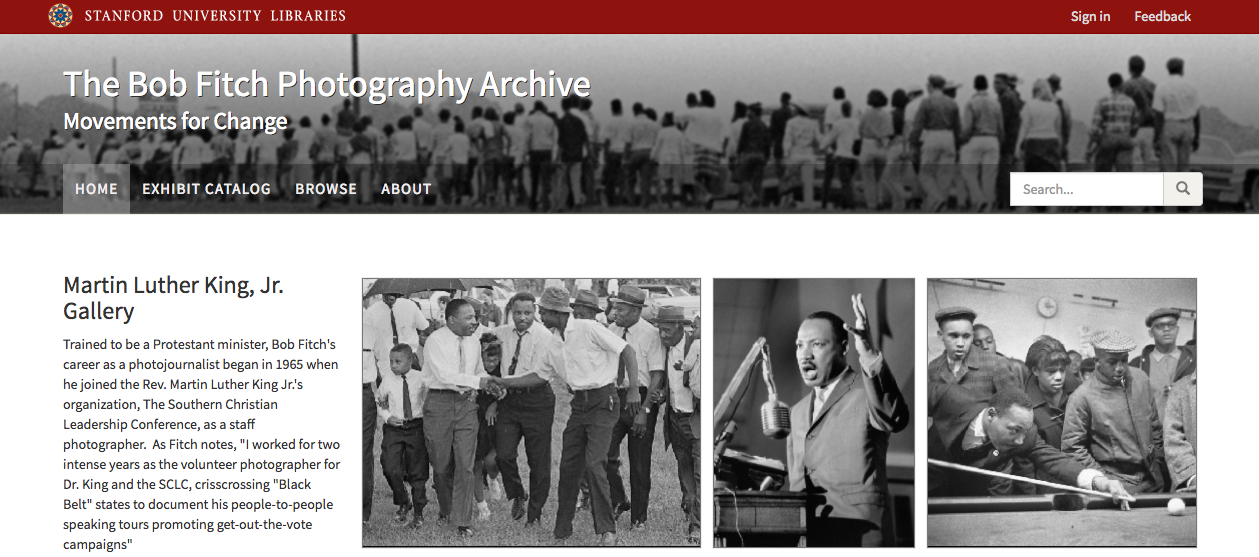 STANFORD UNIVERSITY LIBRARIES
Sign in
Feedback
The Bob Fitch Photography Archive
Movements for Change
HOME
EXHIBIT CATALOG
BROWSE
ABOUT
Search...
Martin Luther King, Jr.
Gallery
Trained to be a Protestant minister, Bob Fitch's
career as a photojournalist began in 1965 when
he joined the Rev. Martin Luther King Jr.'s
organization, The Southern Christian
Leadership Conference, as a staff
photographer.  As Fitch notes, "I worked for two
intense years as the volunteer photographer for
Dr. King and the SCLC, crisscrossing "Black
Belt" states to document his people-to-people
speaking tours promoting get-out-the-vote
campaigns"